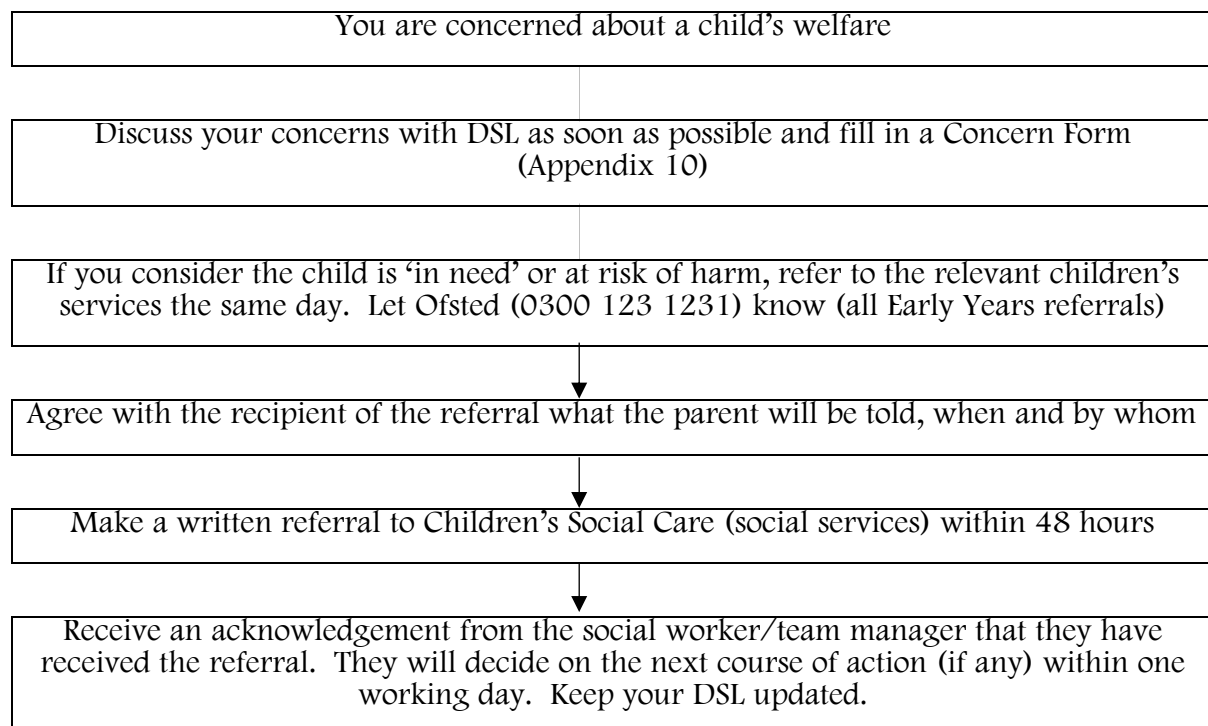 You are concerned about a child’s welfare
Discuss your concerns with DSL as soon as possible and fill in a Concern Form
(Appendix 10)
If you consider the child is ‘in need’ or at risk of harm, refer to the relevant children’s
services the same day.  Let Ofsted (0300 123 1231) know (all Early Years referrals)
Agree with the recipient of the referral what the parent will be told, when and by whom
Make a written referral to Children’s Social Care (social services) within 48 hours
Receive an acknowledgement from the social worker/team manager that they have
received the referral.  They will decide on the next course of action (if any) within one
working day.  Keep your DSL updated.